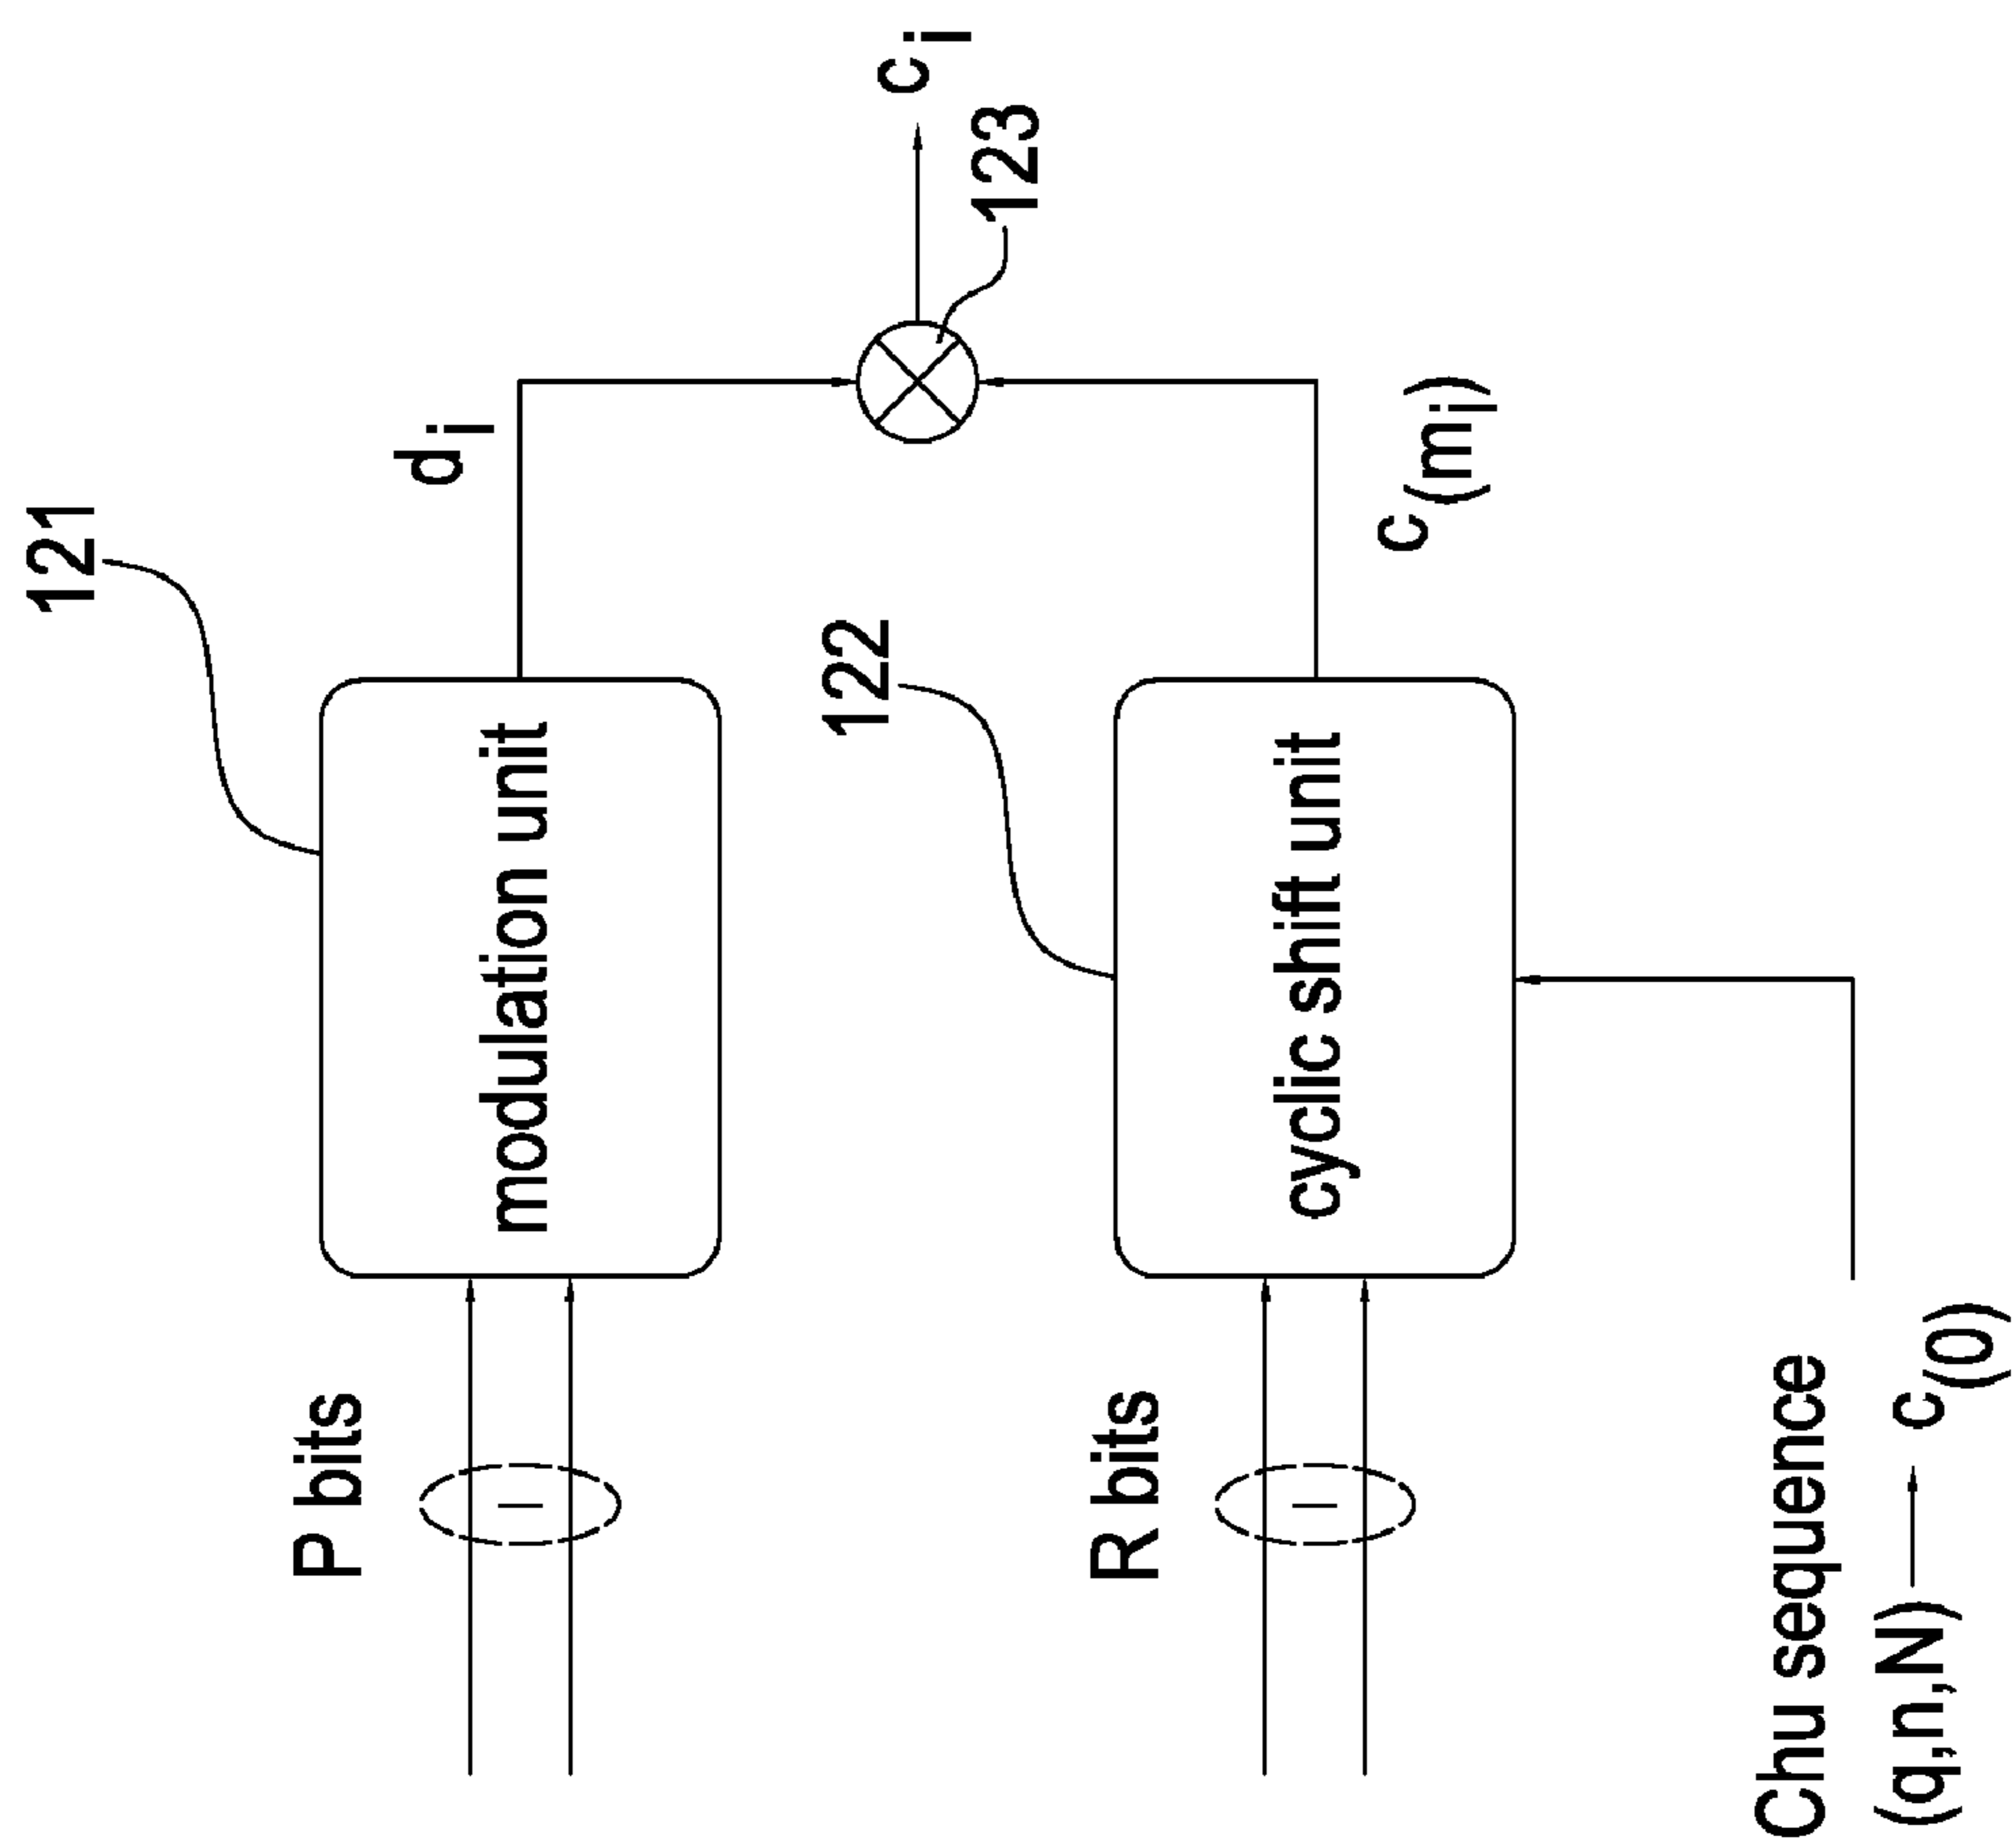 121
P bits
modulation unit
d_i
c_i
123
122
R bits
cyclic shift unit
c_(m_i)
Chu sequence
(q,n,N) → c_(0)